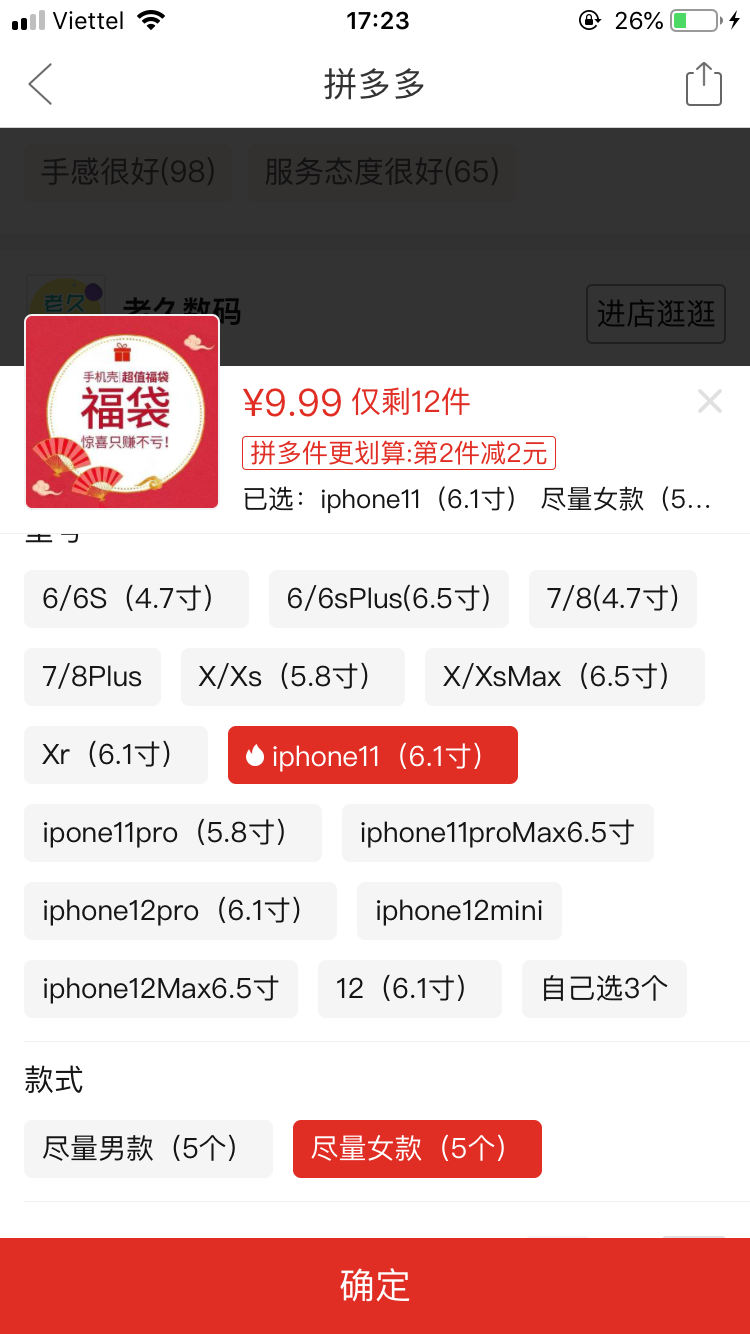 Viettel 17:23 26%
拼多多
手感很好(98) 服务态度很好(65)
老久
老久数码
进店逛逛
手机壳|超值福袋
福袋
惊喜只赚不亏!
¥9.99 仅剩12件
拼多件更划算:第2件减2元
已选：iphone11（6.1寸） 尽量女款（5...
型号
6/6S（4.7寸） 6/6sPlus(6.5寸) 7/8(4.7寸)
7/8Plus X/Xs（5.8寸） X/XsMax（6.5寸）
Xr（6.1寸） iphone11（6.1寸）
ipone11pro（5.8寸） iphone11proMax6.5寸
iphone12pro（6.1寸） iphone12mini
iphone12Max6.5寸 12（6.1寸） 自己选3个
款式
尽量男款（5个） 尽量女款（5个）
确定